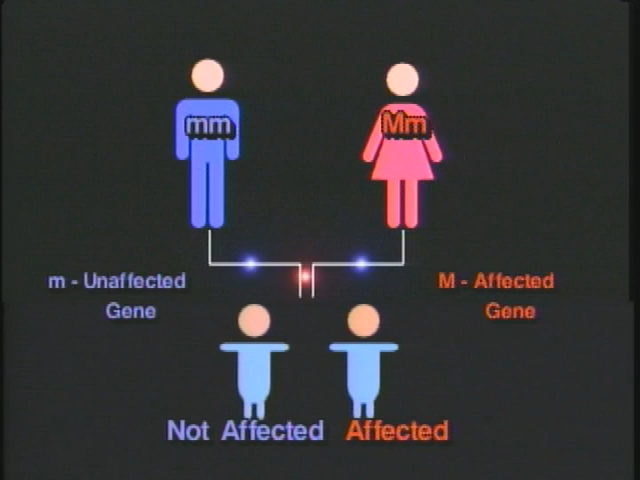 mm
Mm
m - Unaffected
Gene
M - Affected
Gene
Not Affected
Affected